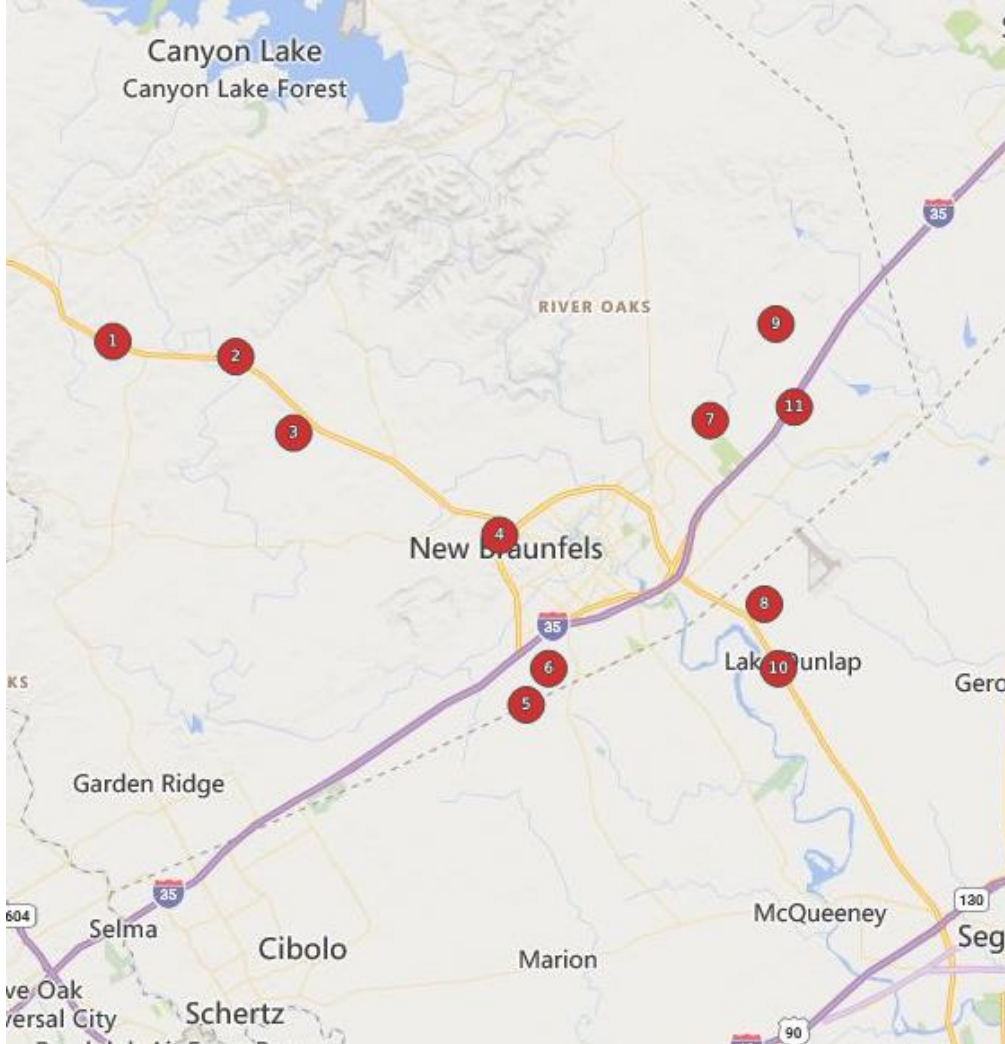 Canyon Lake
Canyon Lake Forest
35
RIVER OAKS
9
1
2
11
7
3
4
New Braunfels
8
35
6
Lake Dunlap
10
KS
Gero
5
Garden Ridge
35
130
604
McQueeney
Selma
Seg
Cibolo
Marion
ve Oak
versal City
Schertz
90